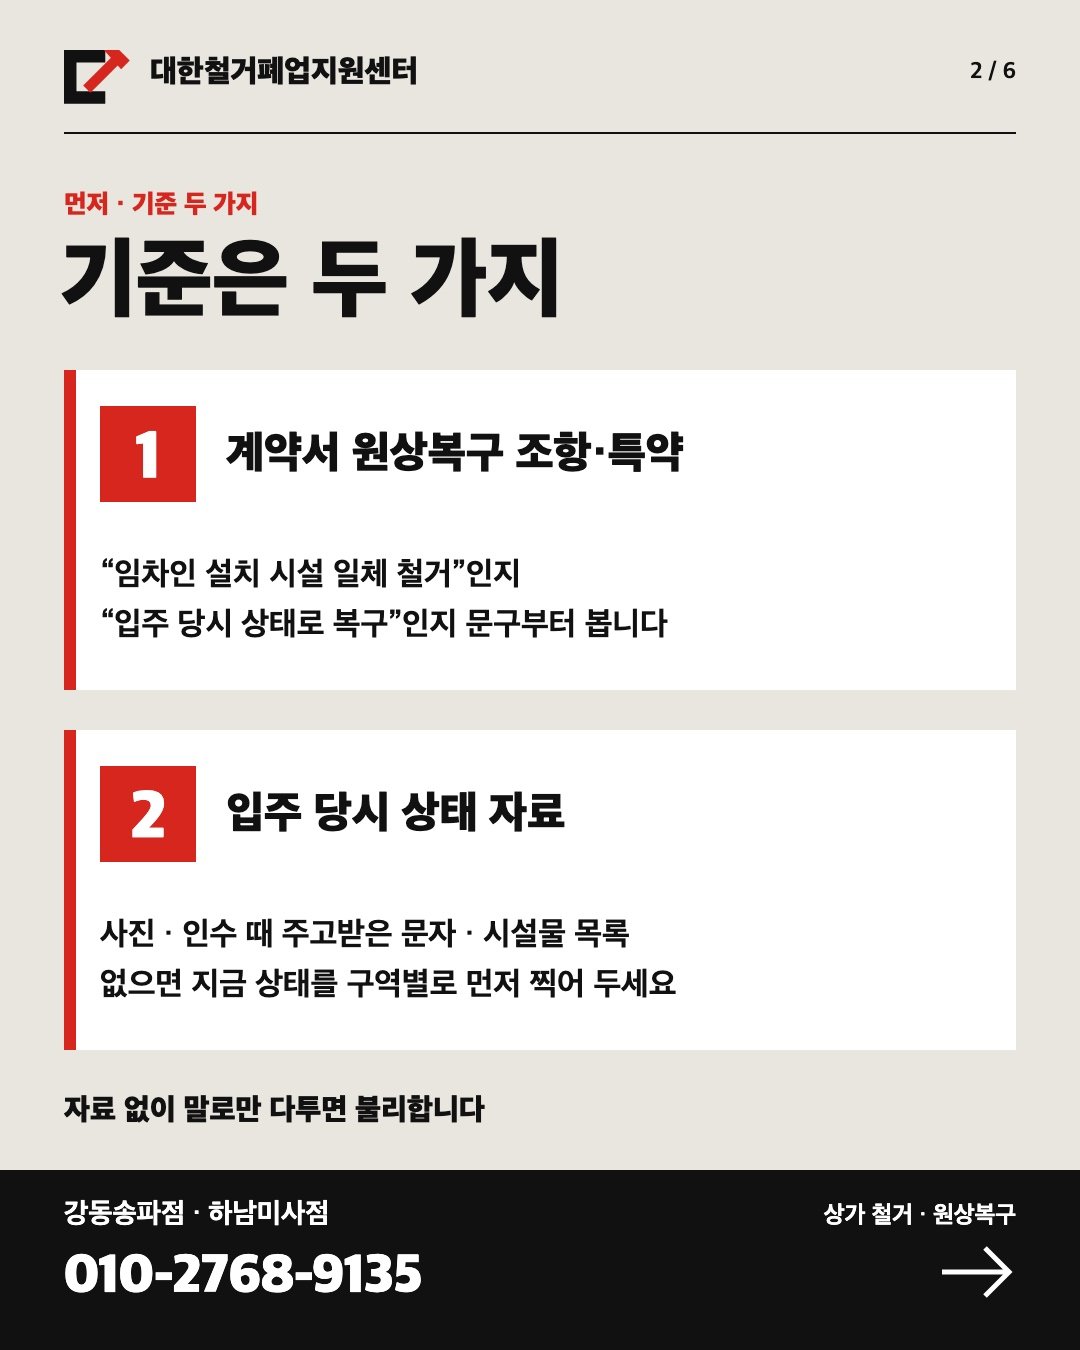 대한철거폐업지원센터
2 / 6
먼저 · 기준 두 가지
기준은 두 가지
1
계약서 원상복구 조항·특약
“임차인 설치 시설 일체 철거”인지
“입주 당시 상태로 복구”인지 문구부터 봅니다
2
입주 당시 상태 자료
사진 · 인수 때 주고받은 문자 · 시설물 목록
없으면 지금 상태를 구역별로 먼저 찍어 두세요
자료 없이 말로만 다투면 불리합니다
강동송파점 · 하남미사점
상가 철거 · 원상복구
010-2768-9135